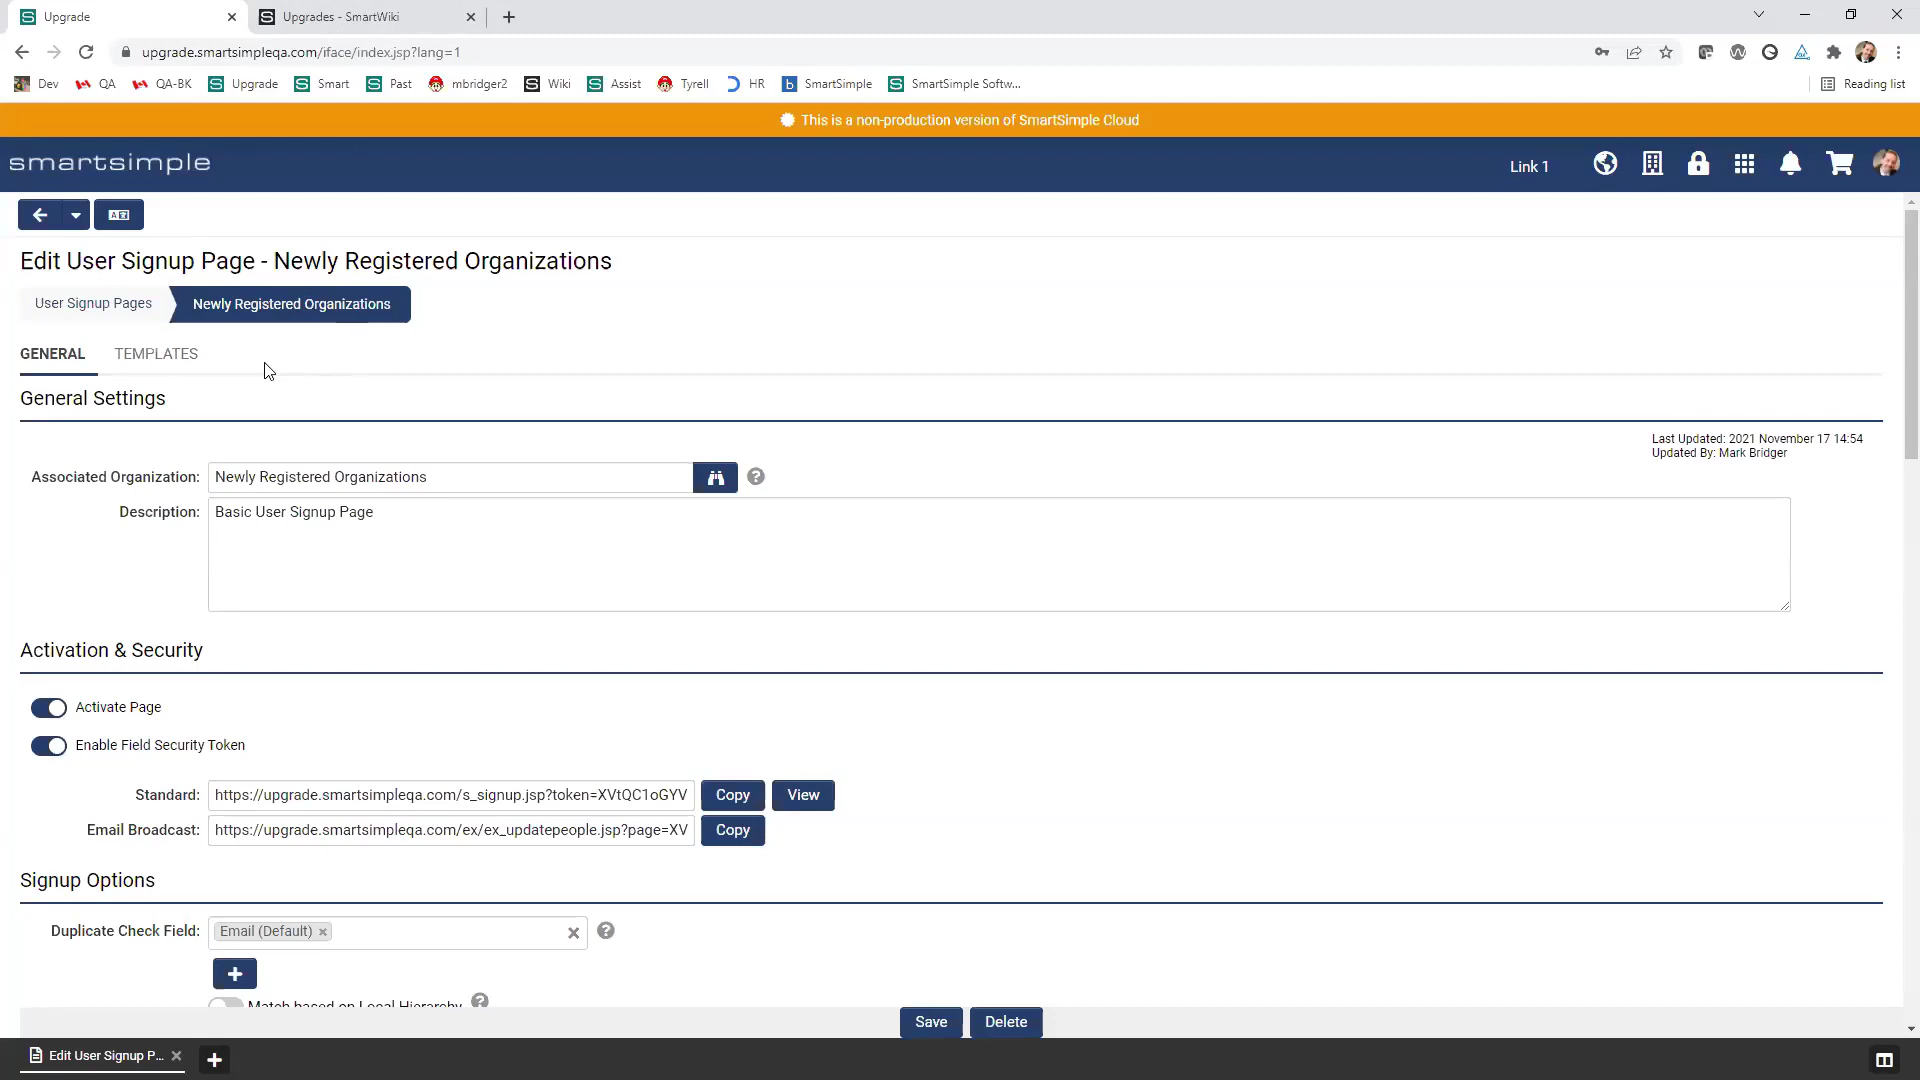 Upgrade
Upgrades - SmartWiki
upgrade.smartsimpleqa.com/iface/index.jsp?lang=1
Dev QA QA-BK Upgrade Smart Past mbridger2 Wiki Assist Tyrell HR SmartSimple SmartSimple Softw... Reading list
This is a non-production version of SmartSimple Cloud
smartsimple
Link 1
Edit User Signup Page - Newly Registered Organizations
User Signup Pages Newly Registered Organizations
GENERAL TEMPLATES
General Settings
Last Updated: 2021 November 17 14:54
Updated By: Mark Bridger
Associated Organization: Newly Registered Organizations
Description: Basic User Signup Page
Activation & Security
Activate Page
Enable Field Security Token
Standard: https://upgrade.smartsimpleqa.com/s_signup.jsp?token=XVtQC1oGYV Copy View
Email Broadcast: https://upgrade.smartsimpleqa.com/ex/ex_updatepeople.jsp?page=XV Copy
Signup Options
Duplicate Check Field: Email (Default)
Match based on Local Hierarchy
Save Delete
Edit User Signup P...